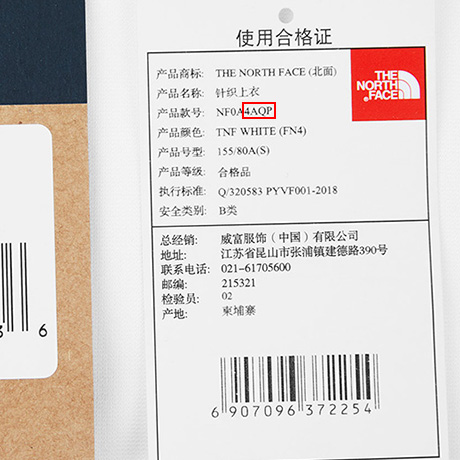 使用合格证
产品商标: THE NORTH FACE (北面)
产品名称: 针织上衣
产品款号: NF0A4AQP
产品颜色: TNF WHITE (FN4)
产品号型: 155/80A(S)
产品等级: 合格品
执行标准: Q/320583 PYVF001-2018
安全类别: B类
THE
NORTH
FACE
总经销: 威富服饰（中国）有限公司
地址: 江苏省昆山市张浦镇建德路390号
联系电话: 021-61705600
邮编: 215321
检验员: 02
产地: 柬埔寨
6 907096 372254
3 6